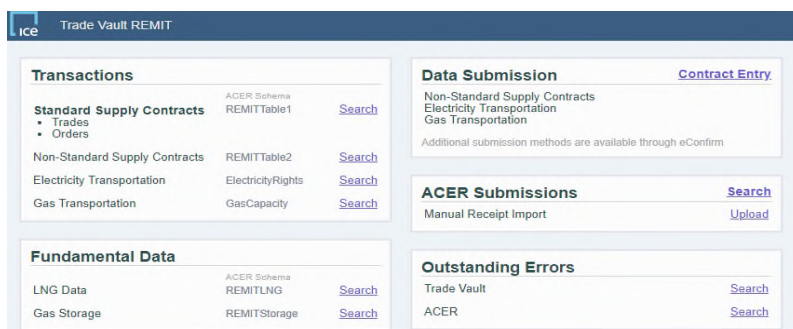 ice Trade Vault REMIT
Transactions
ACER Schema
Standard Supply Contracts REMITTable1 Search
• Trades
• Orders
Non-Standard Supply Contracts REMITTable2 Search
Electricity Transportation ElectricityRights Search
Gas Transportation GasCapacity Search
Fundamental Data
ACER Schema
LNG Data REMITLNG Search
Gas Storage REMITStorage Search
Data Submission Contract Entry
Non-Standard Supply Contracts
Electricity Transportation
Gas Transportation
Additional submission methods are available through eConfirm
ACER Submissions Search
Manual Receipt Import Upload
Outstanding Errors
Trade Vault Search
ACER Search